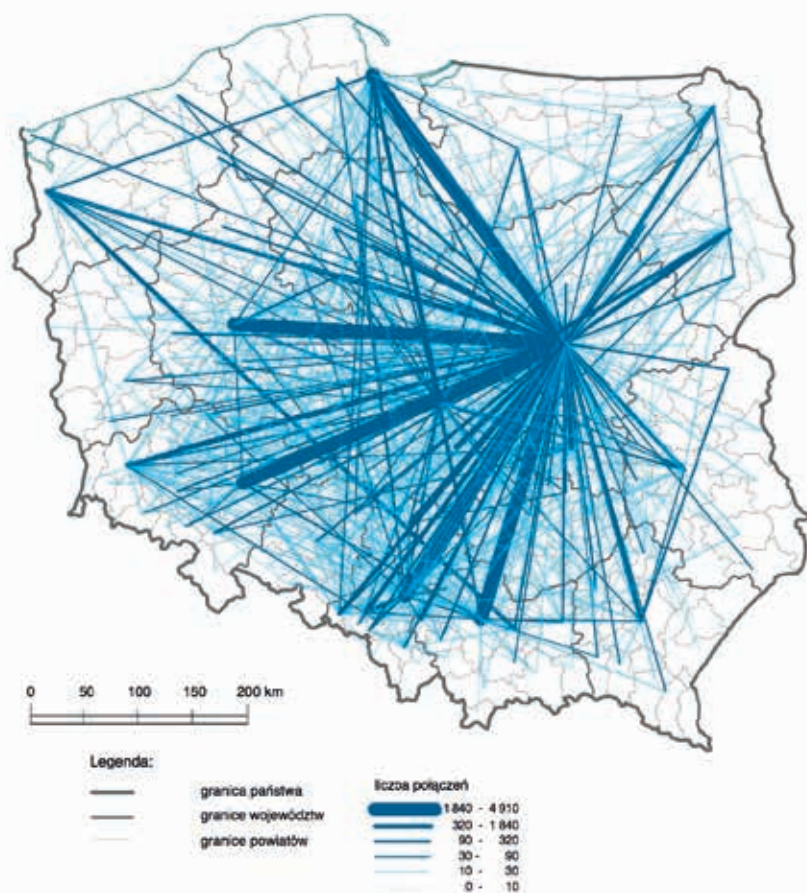 0 50 100 150 200 km
Legenda:
granica państwa
granice województw
granice powiatów
liczba połączeń
1 840 - 4 910
320 - 1 840
90 - 320
30 - 90
10 - 30
0 - 10